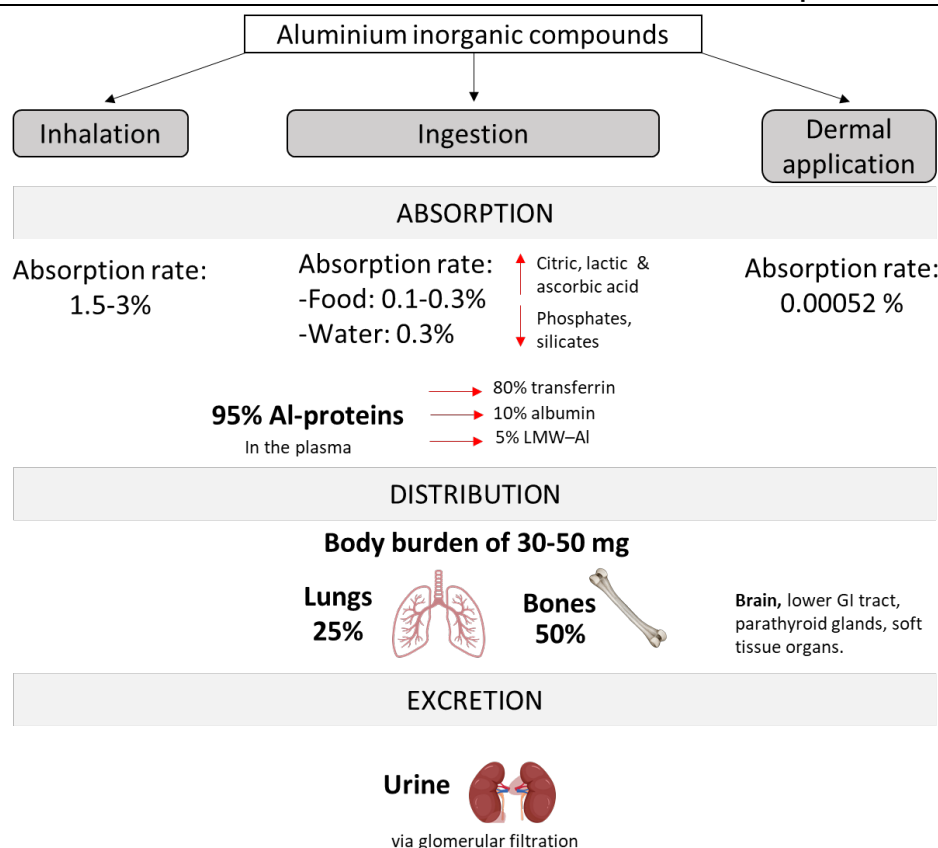 Aluminium inorganic compounds
Inhalation
Ingestion
Dermal
application
ABSORPTION
Absorption rate:
1.5-3%
Absorption rate:
-Food: 0.1-0.3%
-Water: 0.3%
Citric, lactic &
ascorbic acid
Phosphates,
silicates
Absorption rate:
0.00052 %
95% Al-proteins
In the plasma
80% transferrin
10% albumin
5% LMW–Al
DISTRIBUTION
Body burden of 30-50 mg
Lungs
25%
Bones
50%
Brain, lower GI tract,
parathyroid glands, soft
tissue organs.
EXCRETION
Urine
via glomerular filtration